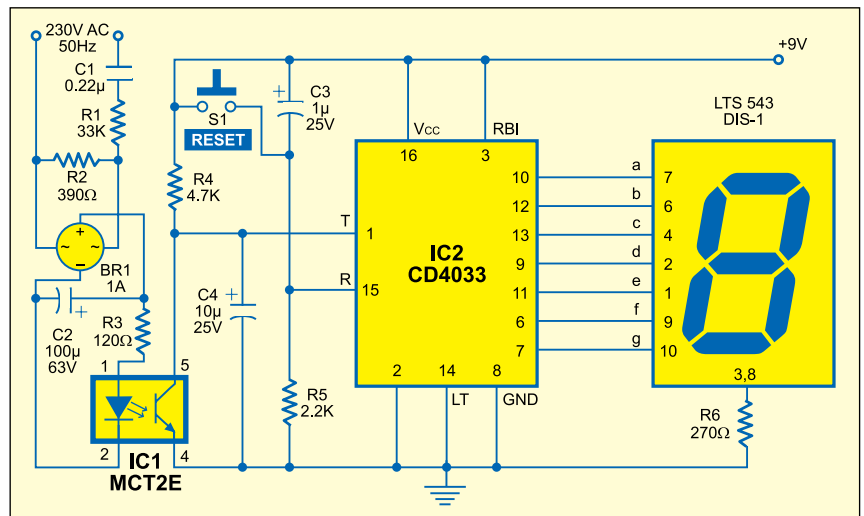 230V AC
50Hz
C1
0.22µ
R1
33K
R2
390Ω
~
+
~
–
BR1
1A
C2
100µ
63V
+
R3
120Ω
1
5
2
4
IC1
MCT2E
S1
RESET
R4
4.7K
+
C3
1µ
25V
+
C4
10µ
25V
R5
2.2K
+9V
VCC
RBI
16
3
T
1
R
15
IC2
CD4033
10
12
13
9
11
6
7
2
14
8
LT
GND
a
b
c
d
e
f
g
LTS 543
DIS-1
7
6
4
2
1
9
10
3,8
R6
270Ω